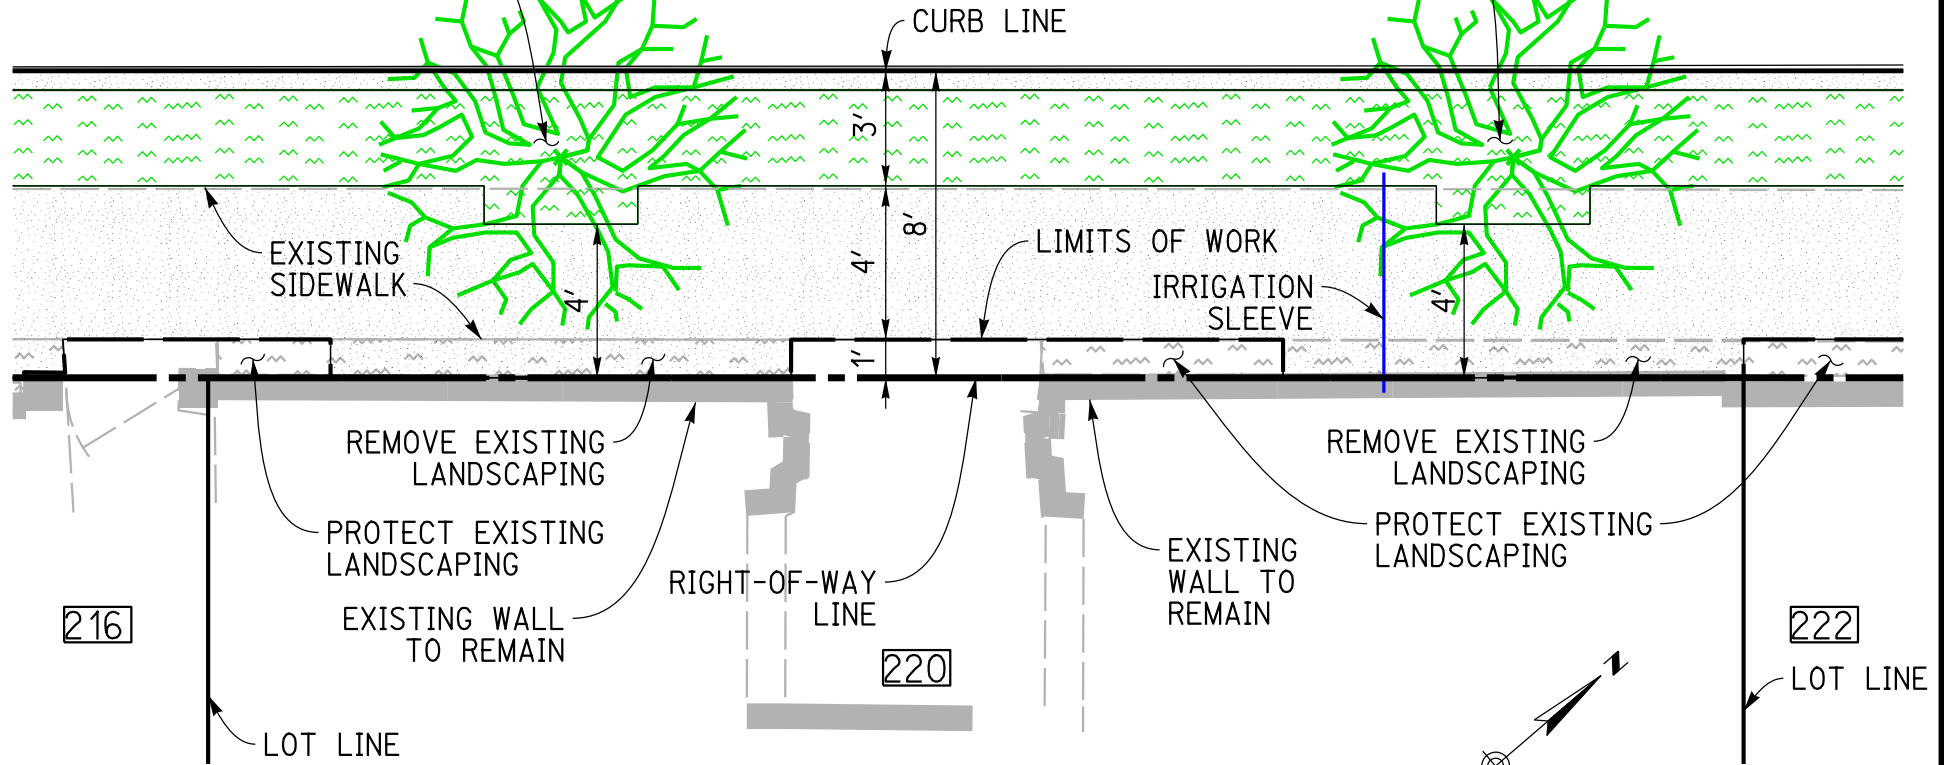 CURB LINE
3'
8'
4'
1'
4'
4'
EXISTING
SIDEWALK
LIMITS OF WORK
IRRIGATION
SLEEVE
REMOVE EXISTING
LANDSCAPING
PROTECT EXISTING
LANDSCAPING
EXISTING WALL
TO REMAIN
RIGHT-OF-WAY
LINE
EXISTING
WALL TO
REMAIN
REMOVE EXISTING
LANDSCAPING
PROTECT EXISTING
LANDSCAPING
216
220
222
LOT LINE
LOT LINE
N